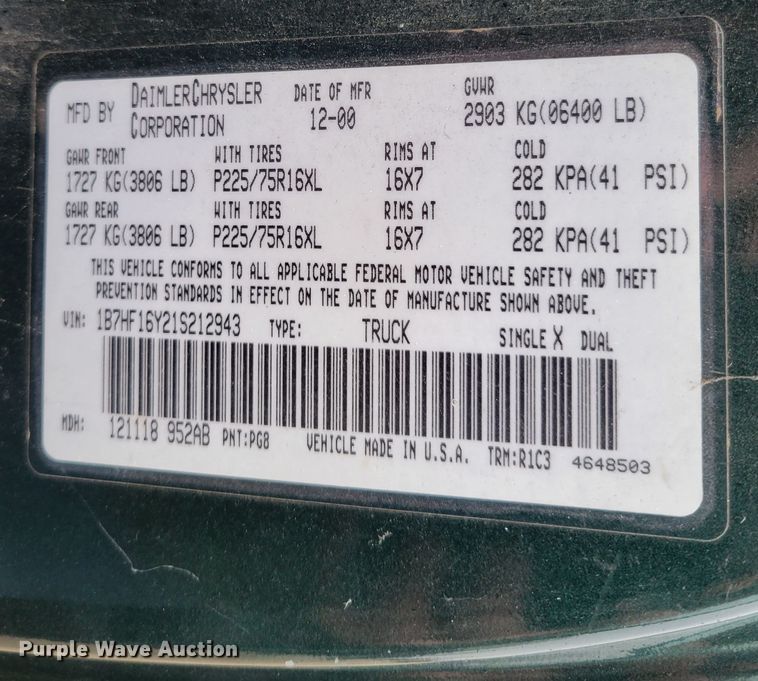 MFD BY DAIMLERCHRYSLER CORPORATION DATE OF MFR 12-00 GVWR 2903 KG(06400 LB)
GAWR FRONT WITH TIRES RIMS AT COLD
1727 KG(3806 LB) P225/75R16XL 16X7 282 KPA(41 PSI)
GAWR REAR WITH TIRES RIMS AT COLD
1727 KG(3806 LB) P225/75R16XL 16X7 282 KPA(41 PSI)
THIS VEHICLE CONFORMS TO ALL APPLICABLE FEDERAL MOTOR VEHICLE SAFETY AND THEFT
PREVENTION STANDARDS IN EFFECT ON THE DATE OF MANUFACTURE SHOWN ABOVE.
VIN: 1B7HF16Y21S212943 TYPE: TRUCK SINGLE X DUAL
MDH: 121118 952AB PNT:PG8 VEHICLE MADE IN U.S.A. TRM:R1C3 4648503
Purple Wave Auction